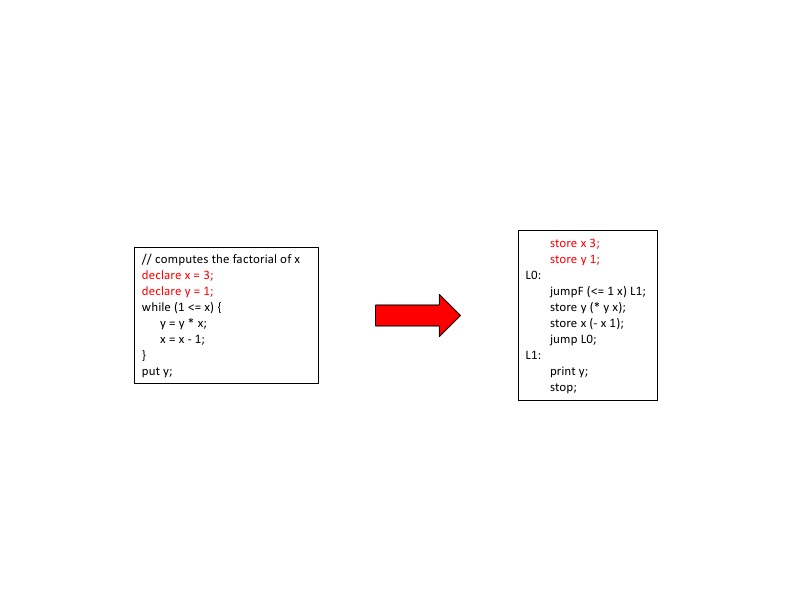 // computes the factorial of x
declare x = 3;
declare y = 1;
while (1 <= x) {
y = y * x;
x = x - 1;
}
put y;
store x 3;
store y 1;
L0:
jumpF (<= 1 x) L1;
store y (* y x);
store x (- x 1);
jump L0;
L1:
print y;
stop;